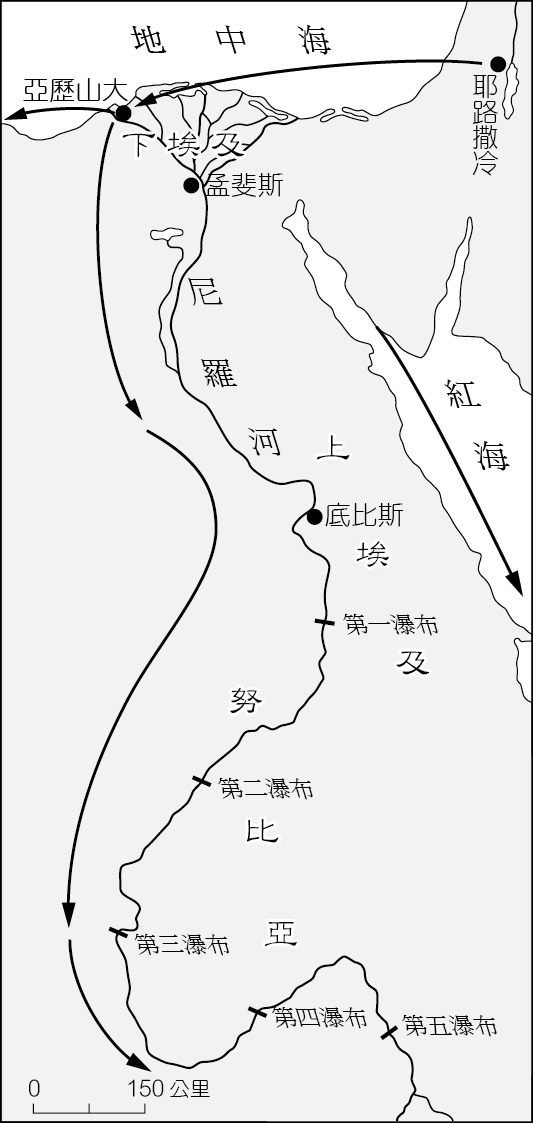 地中海
亞歷山大
耶路撒冷
下埃及
孟斐斯
尼羅河
紅海
上埃及
底比斯
第一瀑布
努比亞
第二瀑布
第三瀑布
第四瀑布
第五瀑布
0 150 公里